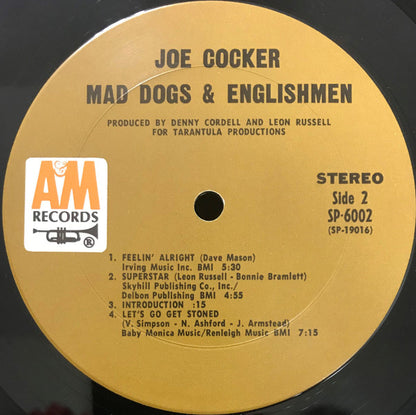 JOE COCKER
MAD DOGS & ENGLISHMEN
PRODUCED BY DENNY CORDELL AND LEON RUSSELL
FOR TARANTULA PRODUCTIONS
A&M
RECORDS
®
STEREO
Side 2
SP-6002
(SP-19016)
1. FEELIN' ALRIGHT (Dave Mason)
Irving Music Inc. BMI 5:30
2. SUPERSTAR (Leon Russell - Bonnie Bramlett)
Skyhill Publishing Co., Inc./
Delbon Publishing BMI 4:55
3. INTRODUCTION :15
4. LET'S GO GET STONED
(V. Simpson - N. Ashford - J. Armstead)
Baby Monica Music/Renleigh Music BMI 7:15